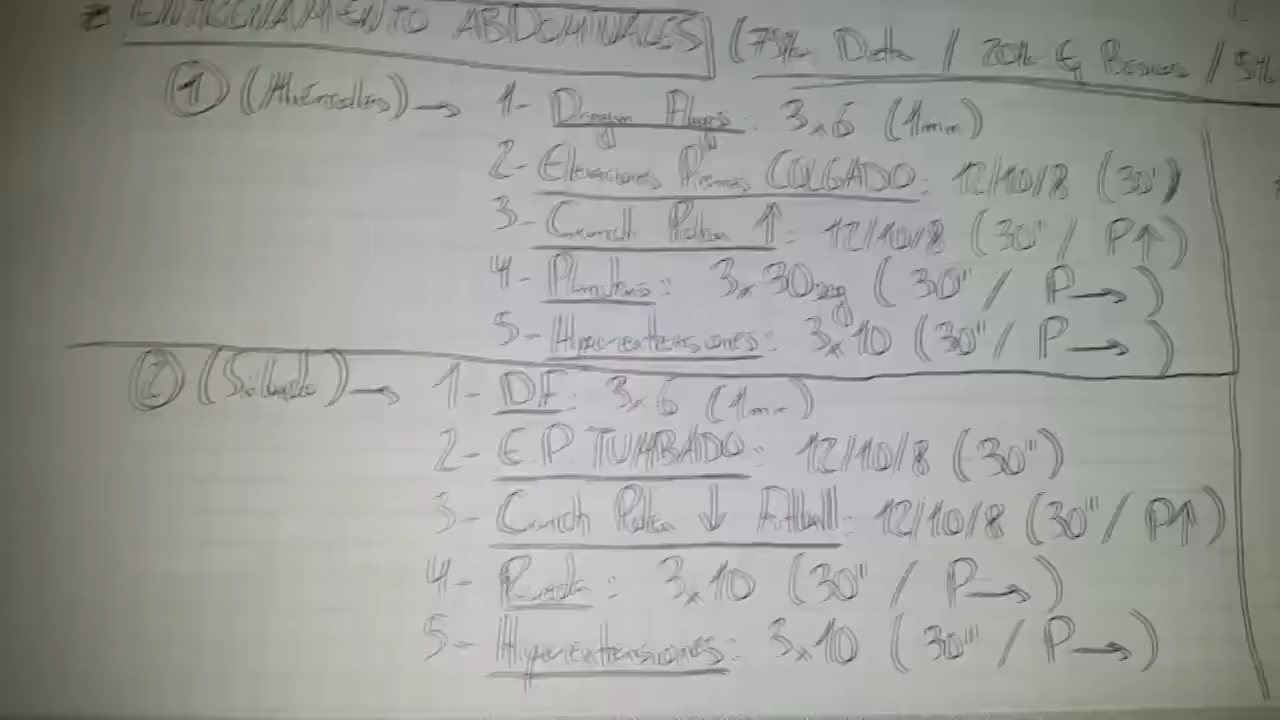 ENTRENAMIENTO ABDOMINALES (75% Dieta / 20% Ej Básicos / 5%
① (Miércoles) → 1- Dragon Flags: 3x6 (1min)
2- Elevaciones Piernas COLGADO: 12/10/8 (30")
3- Crunch Polea ↑: 12/10/8 (30" / P↑)
4- Planchas: 3x30seg (30" / P→)
5- Hiperextensiones: 3x10 (30" / P→)
② (Sábado) → 1- DF: 3x6 (1min)
2- EP TUMBADO: 12/10/8 (30")
3- Crunch Polea ↓ Fitball: 12/10/8 (30" / P↑)
4- Rueda: 3x10 (30" / P→)
5- Hiperextensiones: 3x10 (30" / P→)